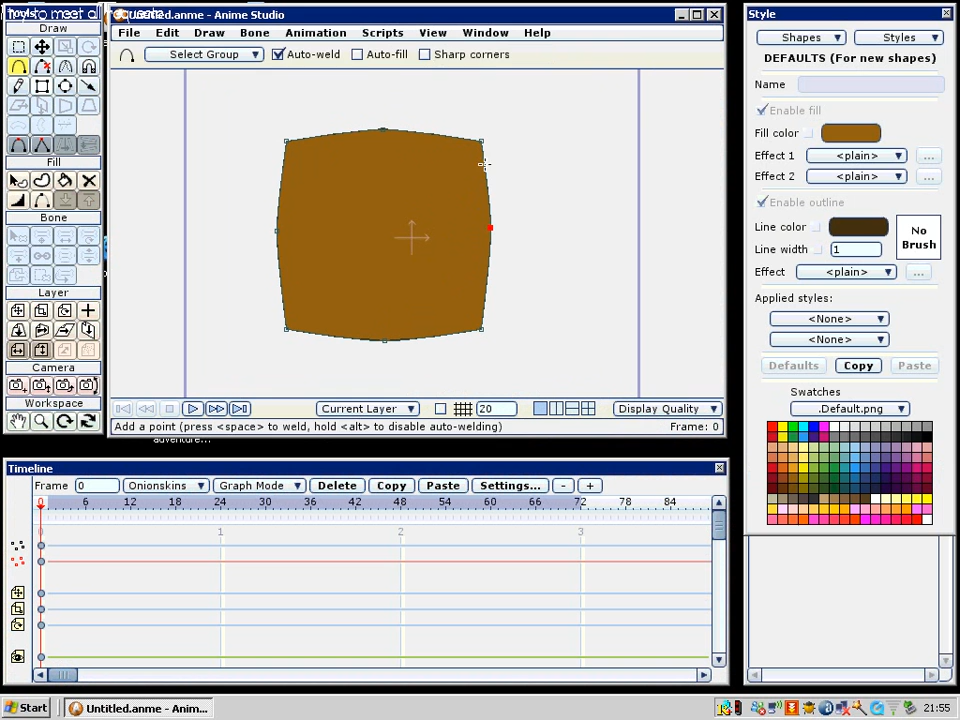 Tools
Untitled.anme - Anime Studio
Style
Draw
File Edit Draw Bone Animation Scripts View Window Help
Select Group
Auto-weld
Auto-fill
Sharp corners
Shapes
Styles
DEFAULTS (For new shapes)
Name
Enable fill
Fill color
Effect 1
<plain>
...
Effect 2
<plain>
...
Enable outline
Line color
No Brush
Line width
1
Effect
<plain>
...
Applied styles:
<None>
<None>
Defaults
Copy
Paste
Swatches
.Default.png
Fill
Bone
Layer
Camera
Workspace
Current Layer
20
Display Quality
Add a point (press <space> to weld, hold <alt> to disable auto-welding)
Frame: 0
adventure...
Timeline
Frame
0
Onionskins
Graph Mode
Delete
Copy
Paste
Settings...
-
+
0 6 12 18 24 30 36 42 48 54 60 66 72 78 84
0 1 2 3
Start
Untitled.anme - Anim...
21:55